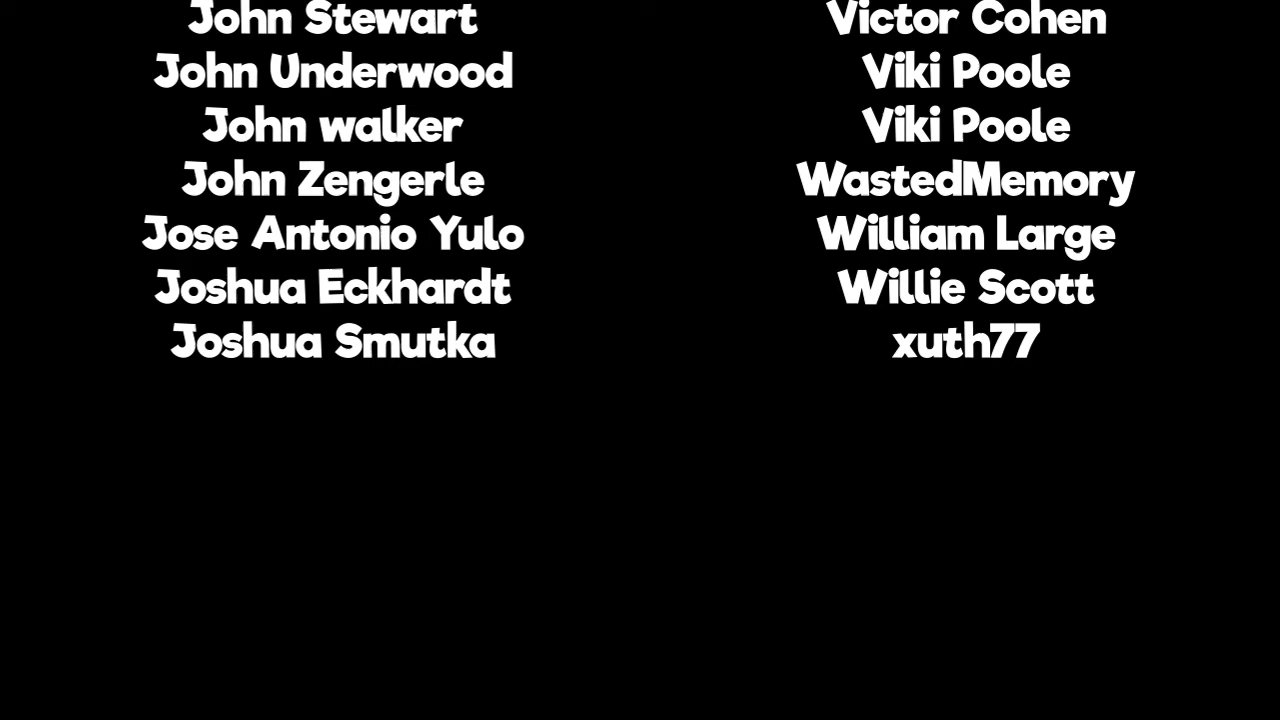 John Stewart
John Underwood
John walker
John Zengerle
Jose Antonio Yulo
Joshua Eckhardt
Joshua Smutka
Victor Cohen
Viki Poole
Viki Poole
WastedMemory
William Large
Willie Scott
xuth77